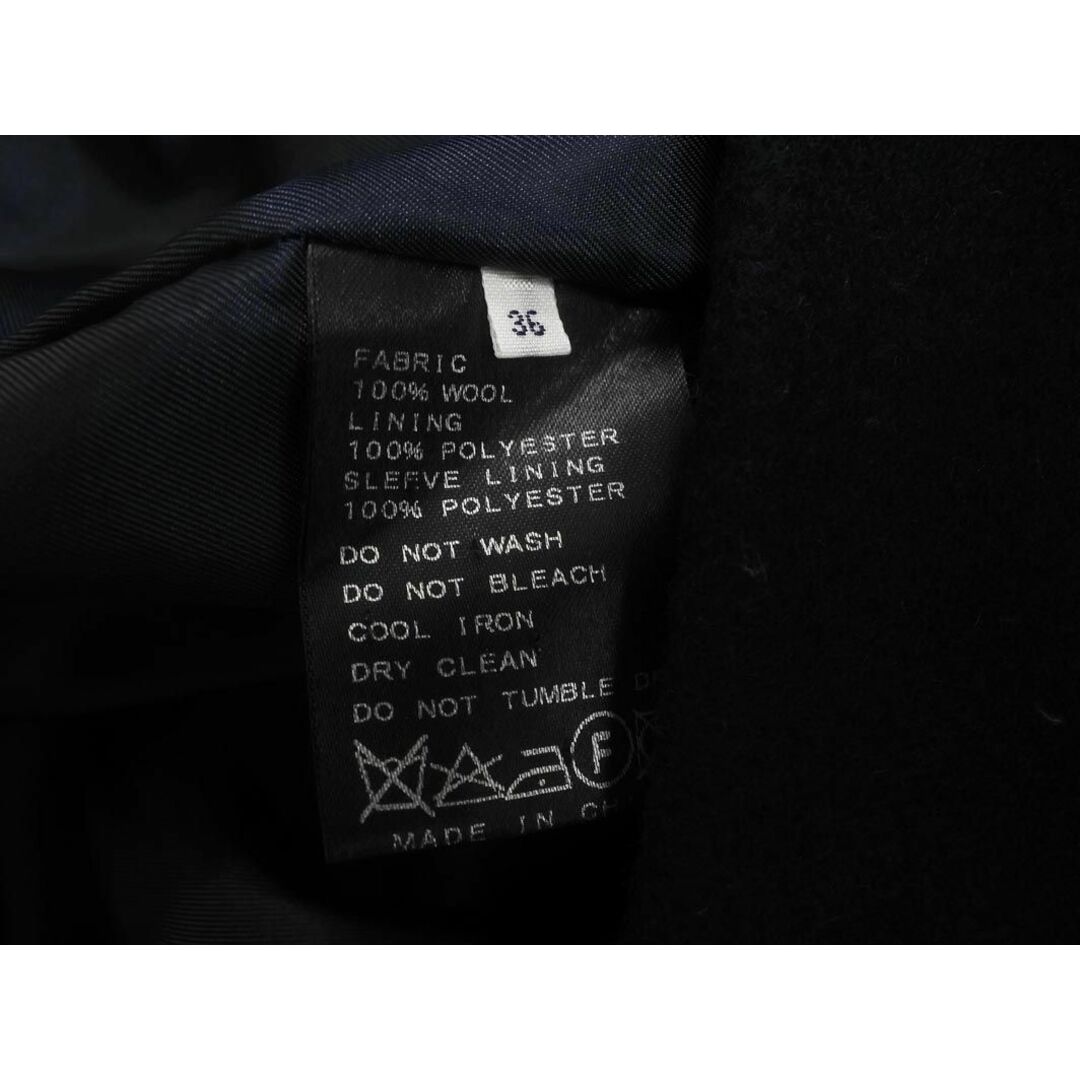 36
FABRIC
100% WOOL
LINING
100% POLYESTER
SLEEVE LINING
100% POLYESTER
DO NOT WASH
DO NOT BLEACH
COOL IRON
DRY CLEAN
DO NOT TUMBLE
F
MADE IN